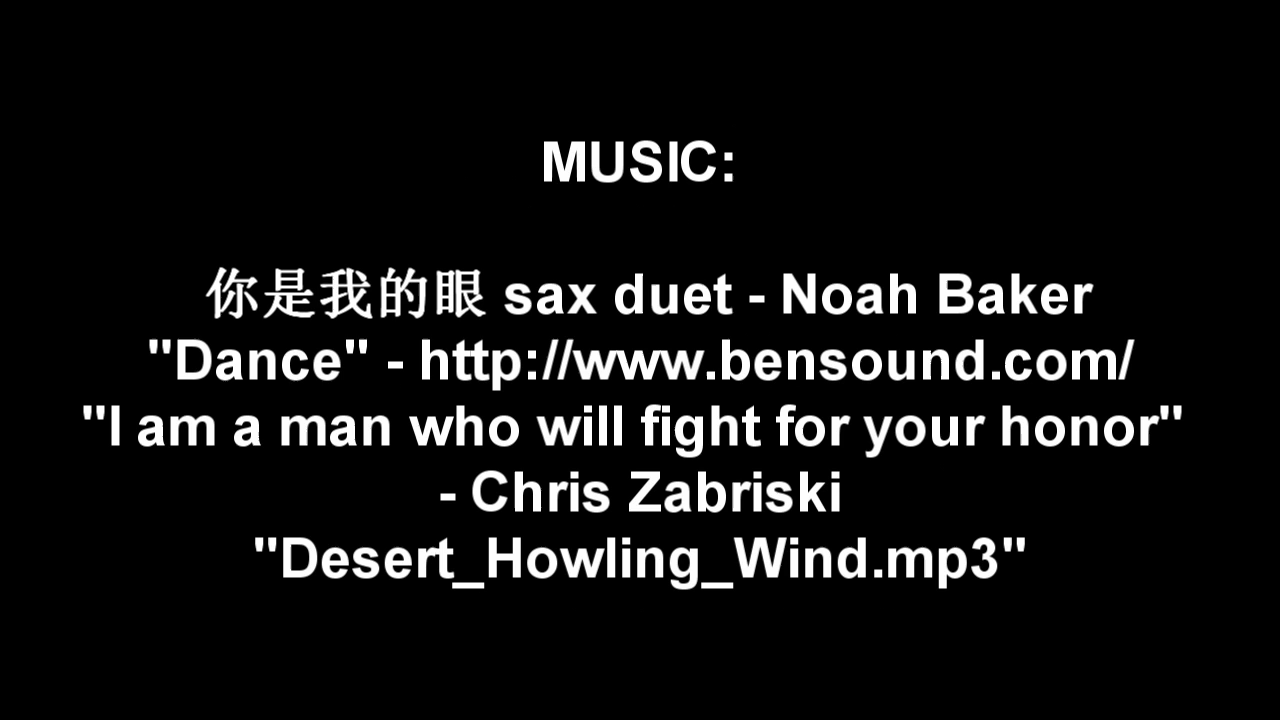 MUSIC:
你是我的眼 sax duet - Noah Baker
"Dance" - http://www.bensound.com/
"I am a man who will fight for your honor"
- Chris Zabriski
"Desert_Howling_Wind.mp3"